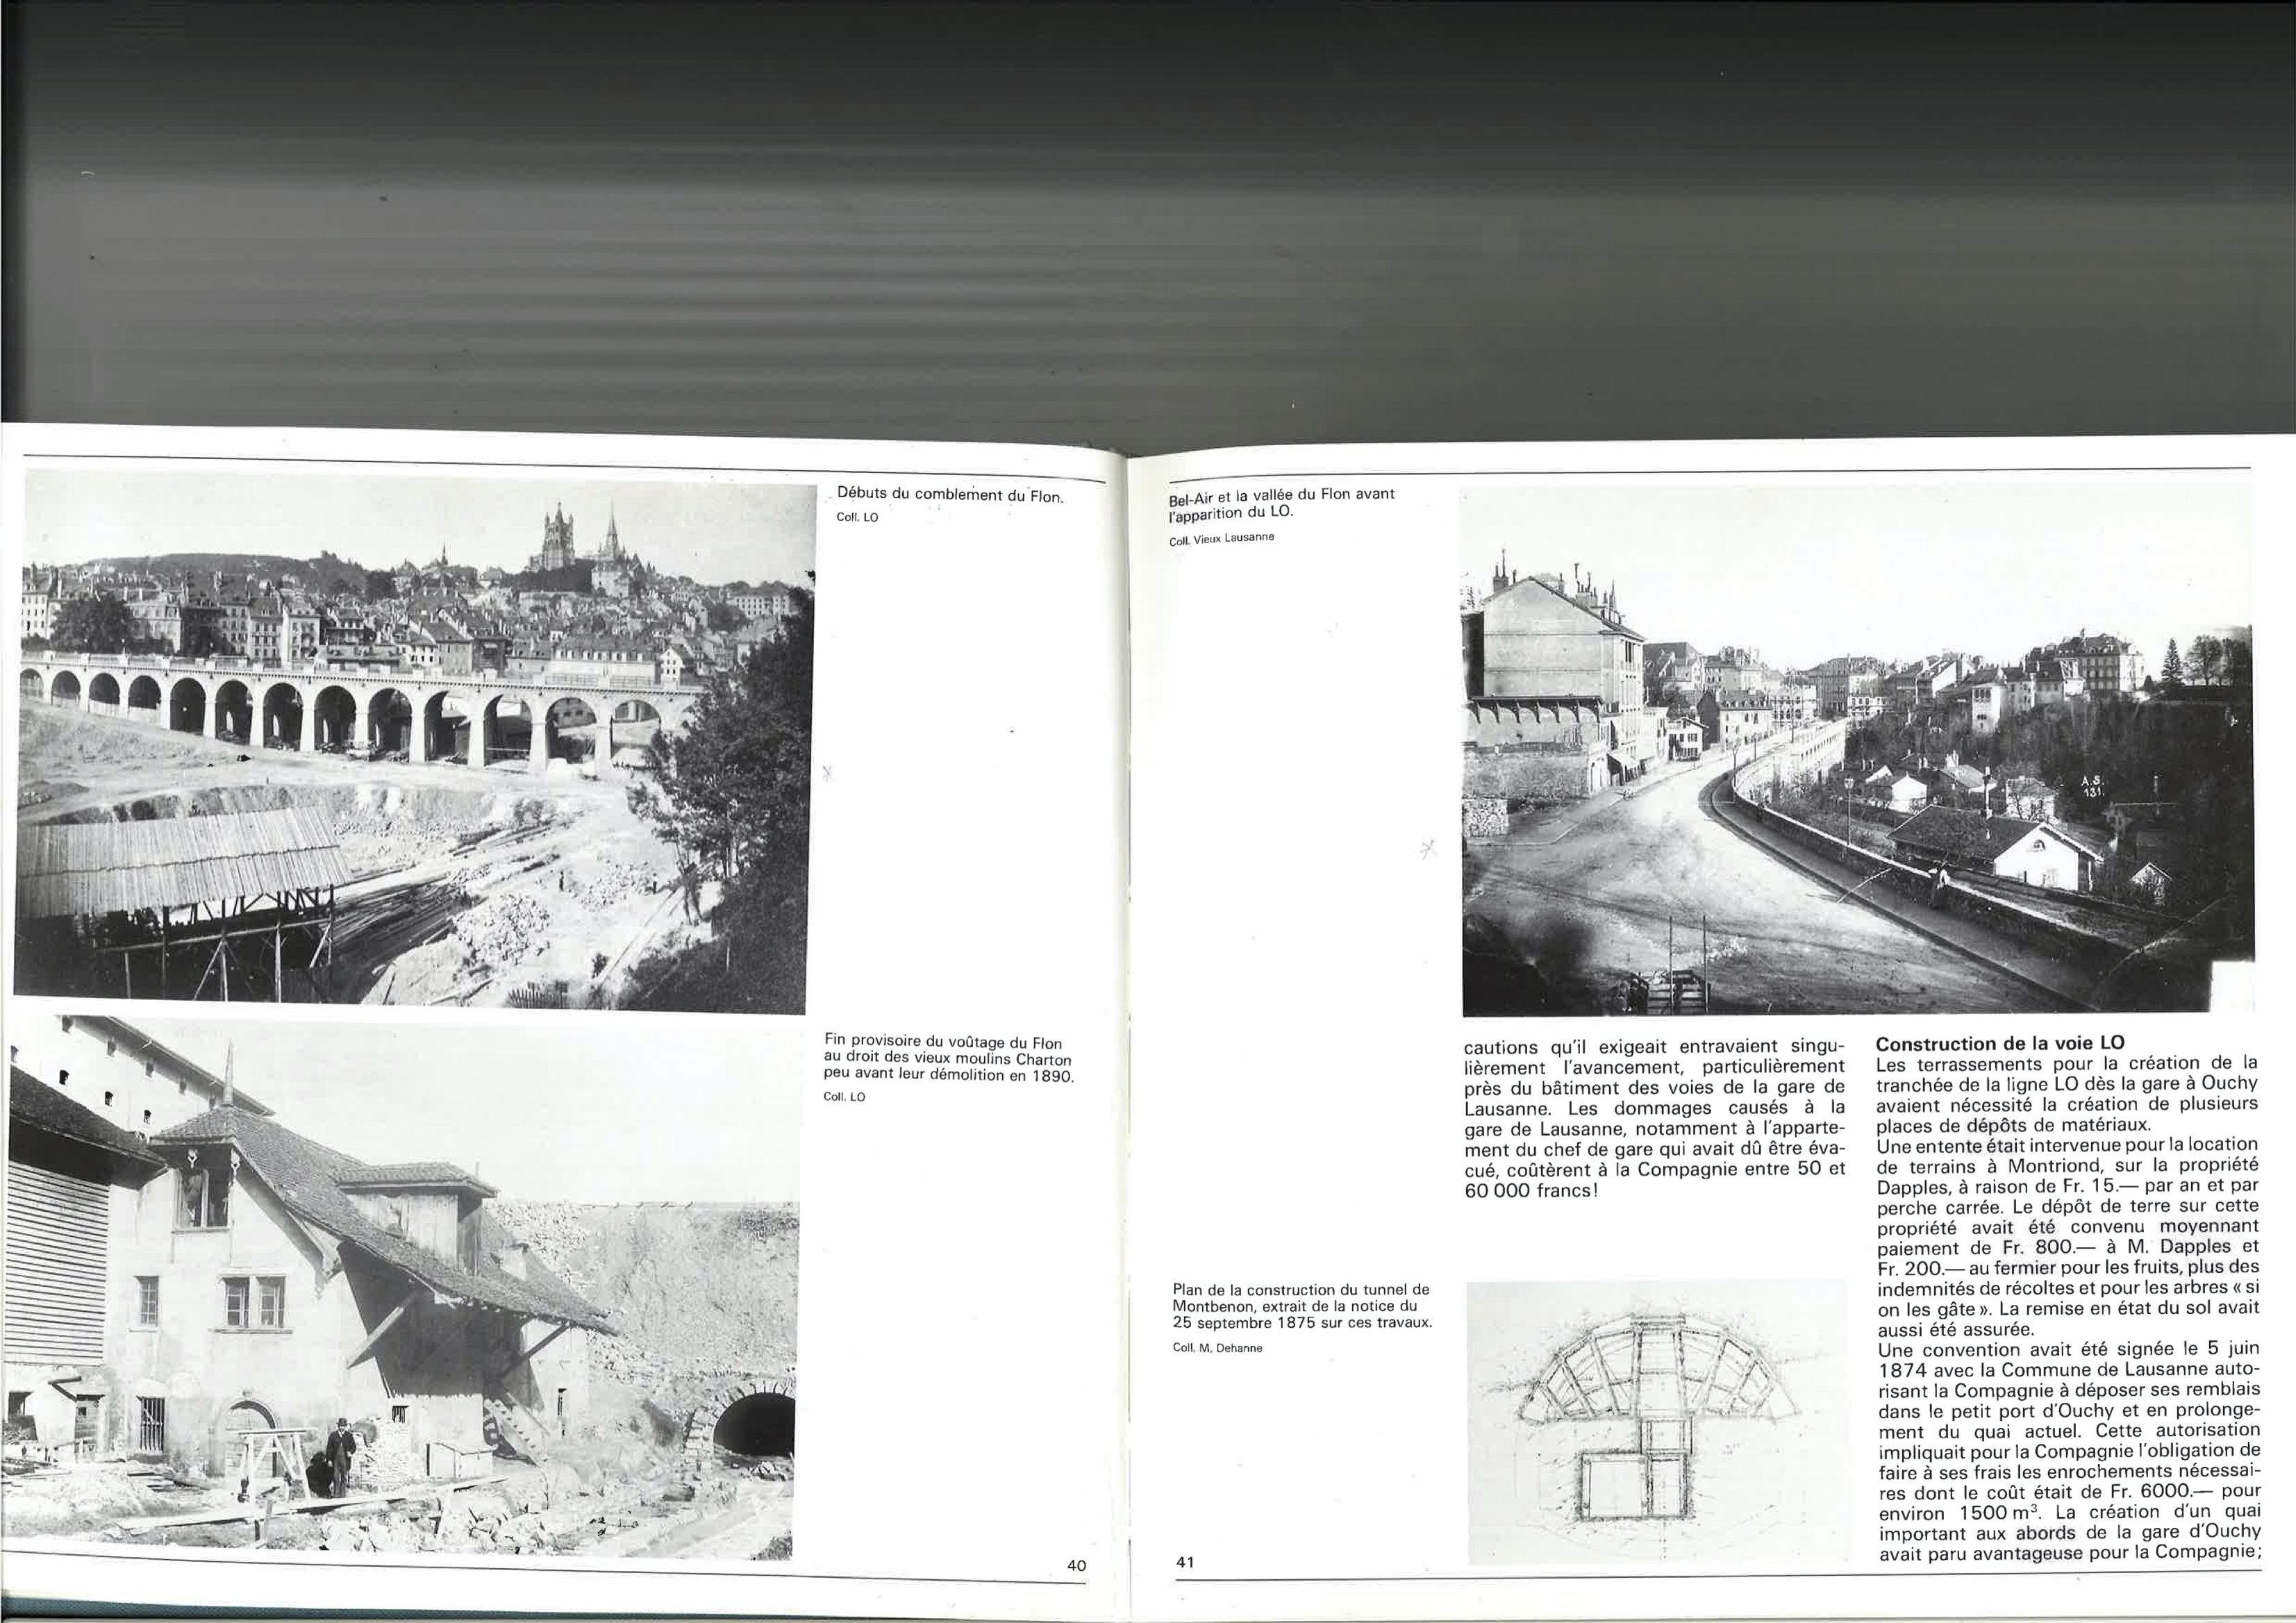 Débuts du comblement du Flon.
Coll. LO
Fin provisoire du voûtage du Flon
au droit des vieux moulins Charton
peu avant leur démolition en 1890.
Coll. LO
40
Bel-Air et la vallée du Flon avant
l'apparition du LO.
Coll. Vieux Lausanne
A.S.
131.
cautions qu'il exigeait entravaient singu-
lièrement l'avancement, particulièrement
près du bâtiment des voies de la gare de
Lausanne. Les dommages causés à la
gare de Lausanne, notamment à l'apparte-
ment du chef de gare qui avait dû être éva-
cué, coûtèrent à la Compagnie entre 50 et
60 000 francs!
Plan de la construction du tunnel de
Montbenon, extrait de la notice du
25 septembre 1875 sur ces travaux.
Coll. M. Dehanne
Construction de la voie LO
Les terrassements pour la création de la
tranchée de la ligne LO dès la gare à Ouchy
avaient nécessité la création de plusieurs
places de dépôts de matériaux.
Une entente était intervenue pour la location
de terrains à Montriond, sur la propriété
Dapples, à raison de Fr. 15.— par an et par
perche carrée. Le dépôt de terre sur cette
propriété avait été convenu moyennant
paiement de Fr. 800.— à M. Dapples et
Fr. 200.— au fermier pour les fruits, plus des
indemnités de récoltes et pour les arbres « si
on les gâte ». La remise en état du sol avait
aussi été assurée.
Une convention avait été signée le 5 juin
1874 avec la Commune de Lausanne auto-
risant la Compagnie à déposer ses remblais
dans le petit port d'Ouchy et en prolonge-
ment du quai actuel. Cette autorisation
impliquait pour la Compagnie l'obligation de
faire à ses frais les enrochements nécessai-
res dont le coût était de Fr. 6000.— pour
environ 1500 m³. La création d'un quai
important aux abords de la gare d'Ouchy
avait paru avantageuse pour la Compagnie;
41